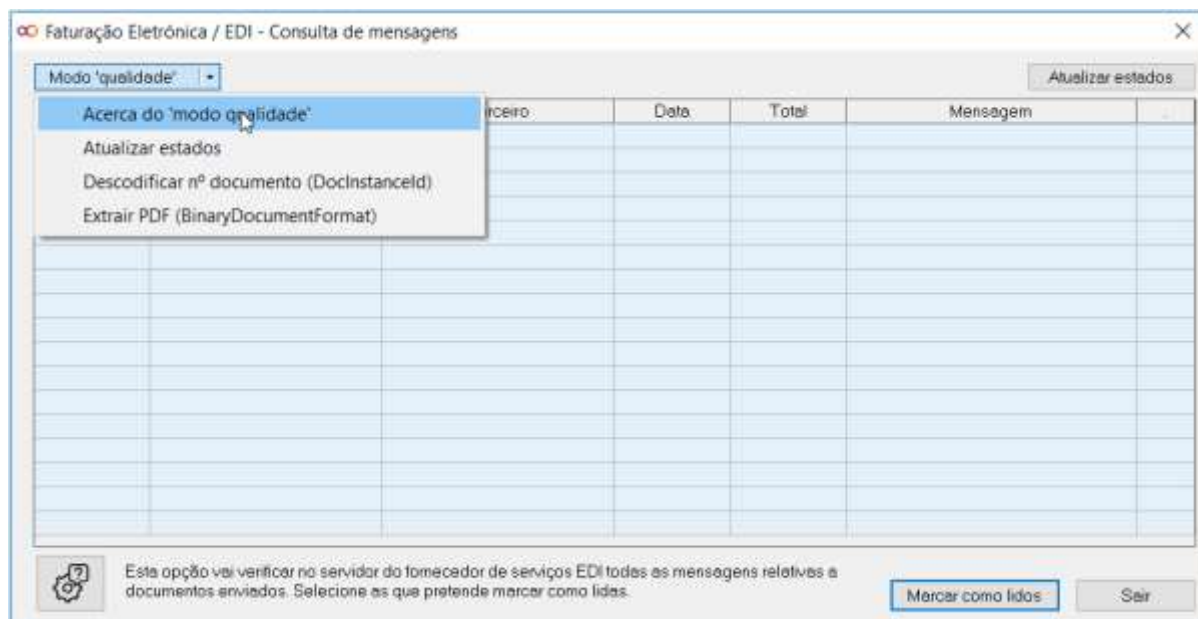 Faturação Eletrónica / EDI - Consulta de mensagens
Modo 'qualidade'
Atualizar estados
Acerca do 'modo qualidade'
rceiro
Data
Total
Mensagem
Atualizar estados
Descodificar nº documento (DocInstanceId)
Extrair PDF (BinaryDocumentFormat)
Esta opção vai verificar no servidor do fornecedor de serviços EDI todas as mensagens relativas a
documentos enviados. Selecione as que pretende marcar como lidas.
Marcar como lidos
Sair